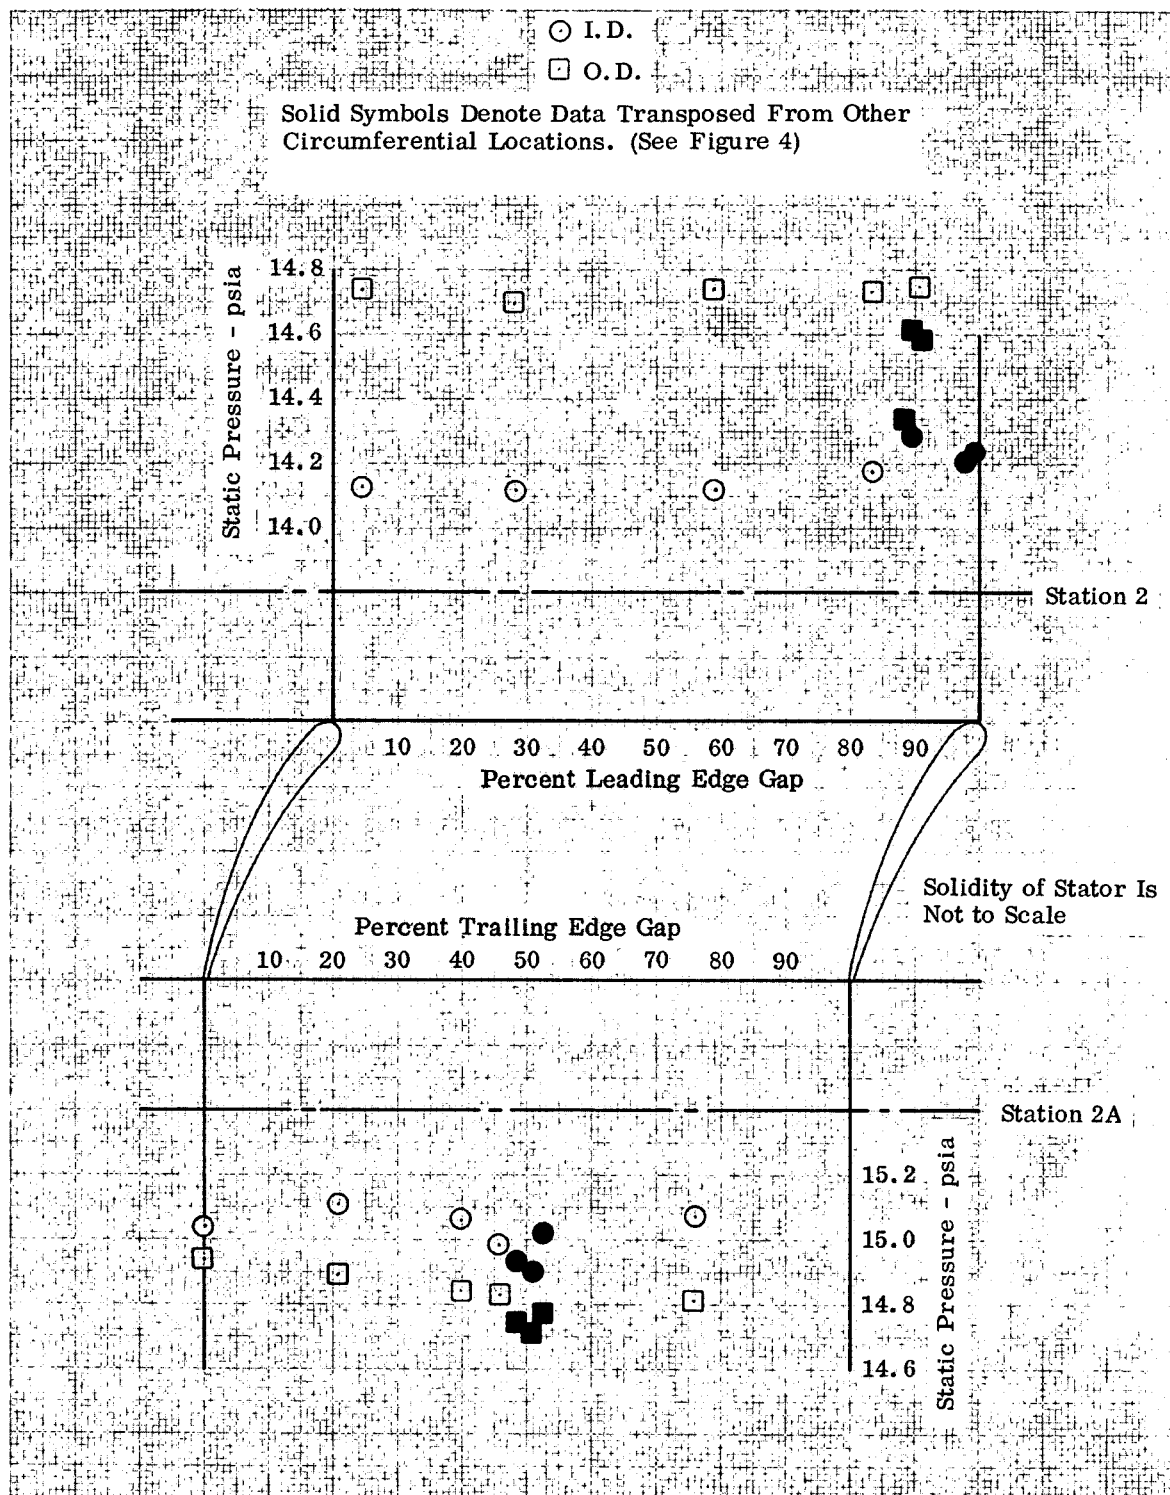 I.D.
O.D.
Solid Symbols Denote Data Transposed From Other
Circumferential Locations. (See Figure 4)
Static Pressure - psia
14.8
14.6
14.4
14.2
14.0
Station 2
10 20 30 40 50 60 70 80 90
Percent Leading Edge Gap
Solidity of Stator Is
Not to Scale
Percent Trailing Edge Gap
10 20 30 40 50 60 70 80 90
Station 2A
15.2
15.0
14.8
14.6
Static Pressure - psia